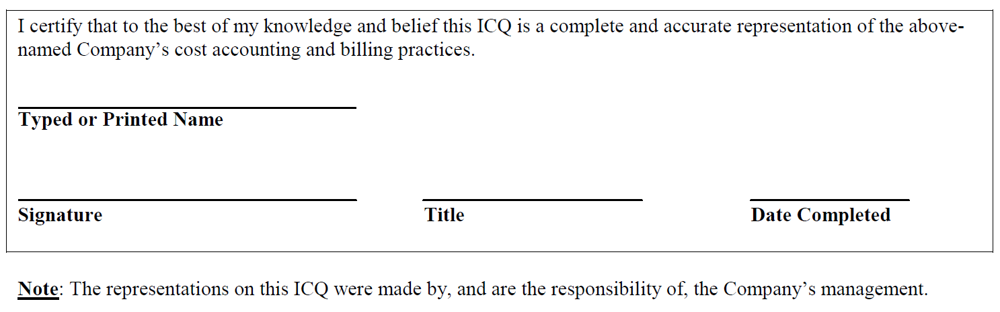 I certify that to the best of my knowledge and belief this ICQ is a complete and accurate representation of the above-
named Company’s cost accounting and billing practices.
Typed or Printed Name
Signature Title Date Completed
Note: The representations on this ICQ were made by, and are the responsibility of, the Company’s management.